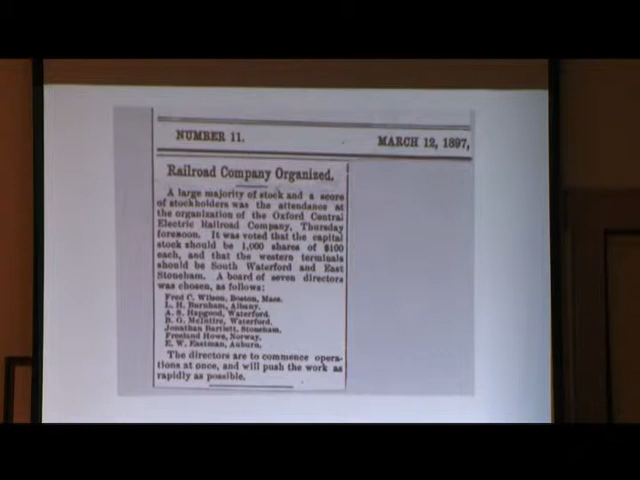 NUMBER 11.
MARCH 12, 1897,
Railroad Company Organized.
A large majority of stock and a score
of stockholders was the attendance at
the organization of the Oxford Central
Electric Railroad Company, Thursday
forenoon. It was voted that the capital
stock should be 1,000 shares of $100
each, and that the western terminals
should be South Waterford and East
Stoneham. A board of seven directors
was chosen, as follows:
Fred C. Wilson, Boston, Mass.
L. H. Burnham, Albany.
A. S. Hapgood, Waterford.
B. G. McIntire, Waterford.
Jonathan Bartlett, Stoneham.
Freeland Howe, Norway.
E. W. Eastman, Auburn.
The directors are to commence opera-
tions at once, and will push the work as
rapidly as possible.